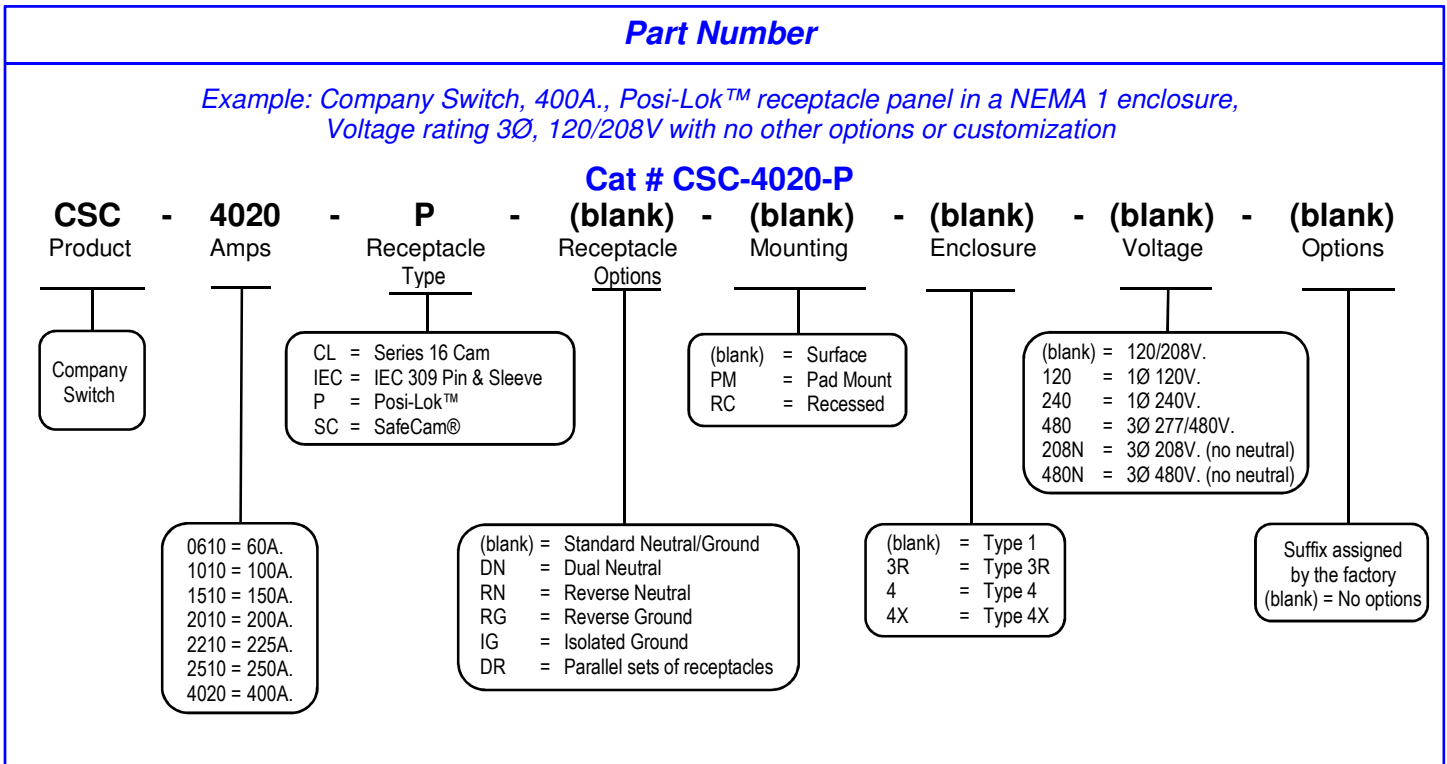 Part Number
Example: Company Switch, 400A., Posi-Lok™ receptacle panel in a NEMA 1 enclosure,
Voltage rating 3Ø, 120/208V with no other options or customization
Cat # CSC-4020-P
CSC - 4020 - P - (blank) - (blank) - (blank) - (blank) - (blank)
Product Amps Receptacle Receptacle Mounting Enclosure Voltage Options
Type Options
Company
Switch
0610 = 60A.
1010 = 100A.
1510 = 150A.
2010 = 200A.
2210 = 225A.
2510 = 250A.
4020 = 400A.
CL = Series 16 Cam
IEC = IEC 309 Pin & Sleeve
P = Posi-Lok™
SC = SafeCam®
(blank) = Standard Neutral/Ground
DN = Dual Neutral
RN = Reverse Neutral
RG = Reverse Ground
IG = Isolated Ground
DR = Parallel sets of receptacles
(blank) = Surface
PM = Pad Mount
RC = Recessed
(blank) = Type 1
3R = Type 3R
4 = Type 4
4X = Type 4X
(blank) = 120/208V.
120 = 1Ø 120V.
240 = 1Ø 240V.
480 = 3Ø 277/480V.
208N = 3Ø 208V. (no neutral)
480N = 3Ø 480V. (no neutral)
Suffix assigned
by the factory
(blank) = No options